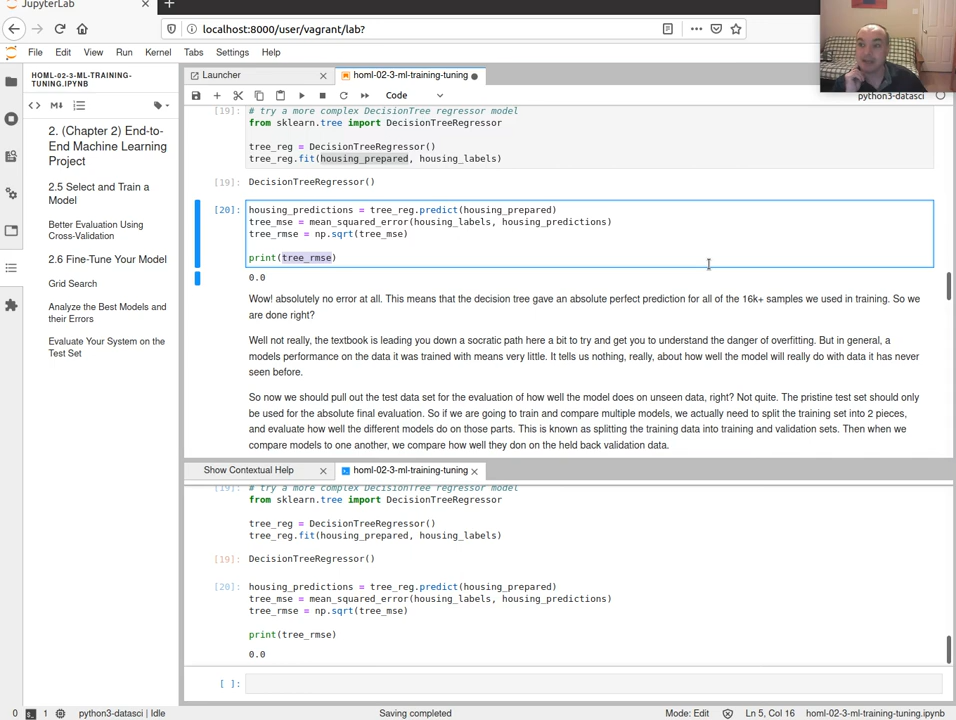 JupyterLab
localhost:8000/user/vagrant/lab?
File Edit View Run Kernel Tabs Settings Help
HOML-02-3-ML-TRAINING-
TUNING.IPYNB
2. (Chapter 2) End-to-
End Machine Learning
Project
2.5 Select and Train a
Model
Better Evaluation Using
Cross-Validation
2.6 Fine-Tune Your Model
Grid Search
Analyze the Best Models and
their Errors
Evaluate Your System on the
Test Set
Launcher
homl-02-3-ml-training-tuning
Code
python3-datasci
[19]: # try a more complex DecisionTree regressor model
from sklearn.tree import DecisionTreeRegressor
tree_reg = DecisionTreeRegressor()
tree_reg.fit(housing_prepared, housing_labels)
[19]: DecisionTreeRegressor()
[20]: housing_predictions = tree_reg.predict(housing_prepared)
tree_mse = mean_squared_error(housing_labels, housing_predictions)
tree_rmse = np.sqrt(tree_mse)
print(tree_rmse)
0.0
Wow! absolutely no error at all. This means that the decision tree gave an absolute perfect prediction for all of the 16k+ samples we used in training. So we
are done right?
Well not really, the textbook is leading you down a socratic path here a bit to try and get you to understand the danger of overfitting. But in general, a
models performance on the data it was trained with means very little. It tells us nothing, really, about how well the model will really do with data it has never
seen before.
So now we should pull out the test data set for the evaluation of how well the model does on unseen data, right? Not quite. The pristine test set should only
be used for the absolute final evaluation. So if we are going to train and compare multiple models, we actually need to split the training set into 2 pieces,
and evaluate how well the different models do on those parts. This is known as splitting the training data into training and validation sets. Then when we
compare models to one another, we compare how well they don on the held back validation data.
Show Contextual Help
homl-02-3-ml-training-tuning
[19]: # try a more complex DecisionTree regressor model
from sklearn.tree import DecisionTreeRegressor
tree_reg = DecisionTreeRegressor()
tree_reg.fit(housing_prepared, housing_labels)
[19]: DecisionTreeRegressor()
[20]: housing_predictions = tree_reg.predict(housing_prepared)
tree_mse = mean_squared_error(housing_labels, housing_predictions)
tree_rmse = np.sqrt(tree_mse)
print(tree_rmse)
0.0
[ ]:
0 1 python3-datasci | Idle Saving completed Mode: Edit Ln 5, Col 16 homl-02-3-ml-training-tuning.ipynb